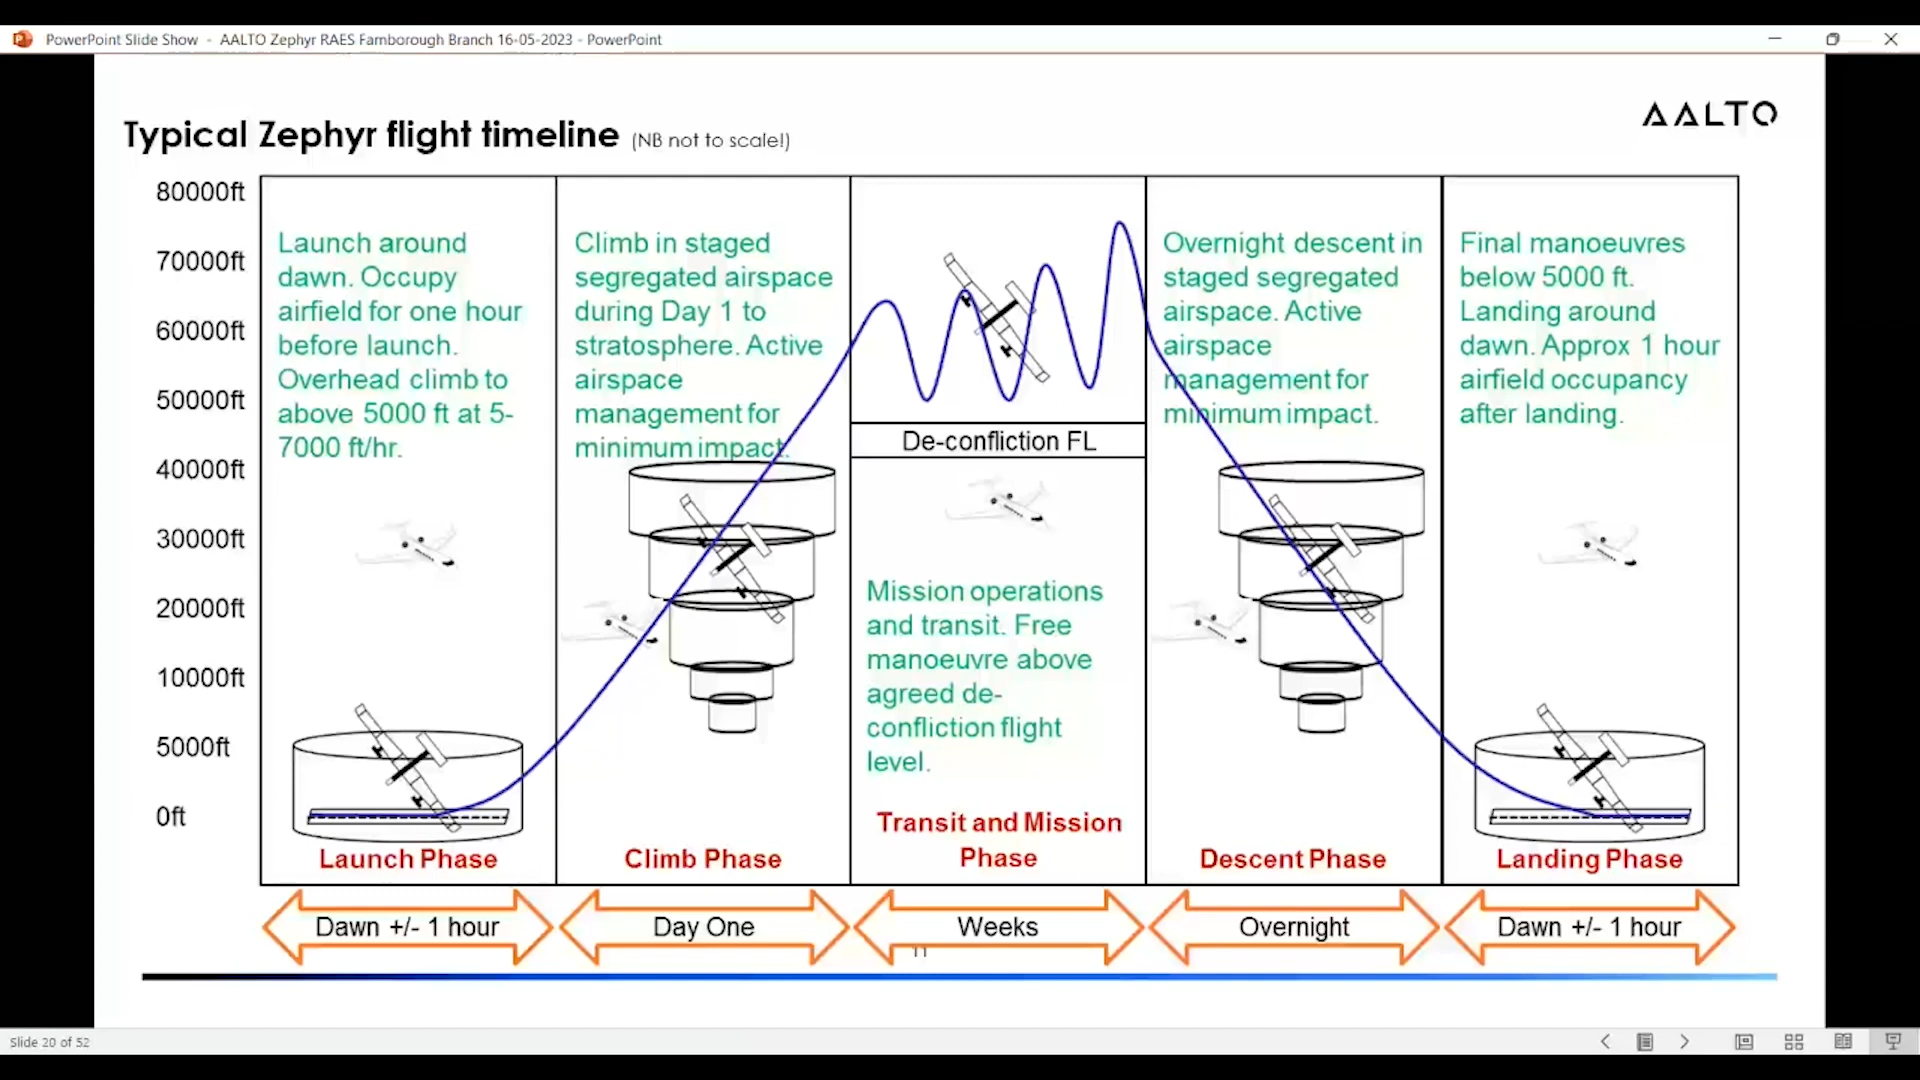 PowerPoint Slide Show - AALTO Zephyr RAES Farnborough Branch 16-05-2023 - PowerPoint
AALTO
Typical Zephyr flight timeline (NB not to scale!)
80000ft
70000ft
60000ft
50000ft
40000ft
30000ft
20000ft
10000ft
5000ft
0ft
Launch around
dawn. Occupy
airfield for one hour
before launch.
Overhead climb to
above 5000 ft at 5-
7000 ft/hr.
Launch Phase
Climb in staged
segregated airspace
during Day 1 to
stratosphere. Active
airspace
management for
minimum impact.
Climb Phase
De-confliction FL
Mission operations
and transit. Free
manoeuvre above
agreed de-
confliction flight
level.
Transit and Mission
Phase
Overnight descent in
staged segregated
airspace. Active
airspace
management for
minimum impact.
Descent Phase
Final manoeuvres
below 5000 ft.
Landing around
dawn. Approx 1 hour
airfield occupancy
after landing.
Landing Phase
Dawn +/- 1 hour
Day One
Weeks
Overnight
Dawn +/- 1 hour
Slide 20 of 52